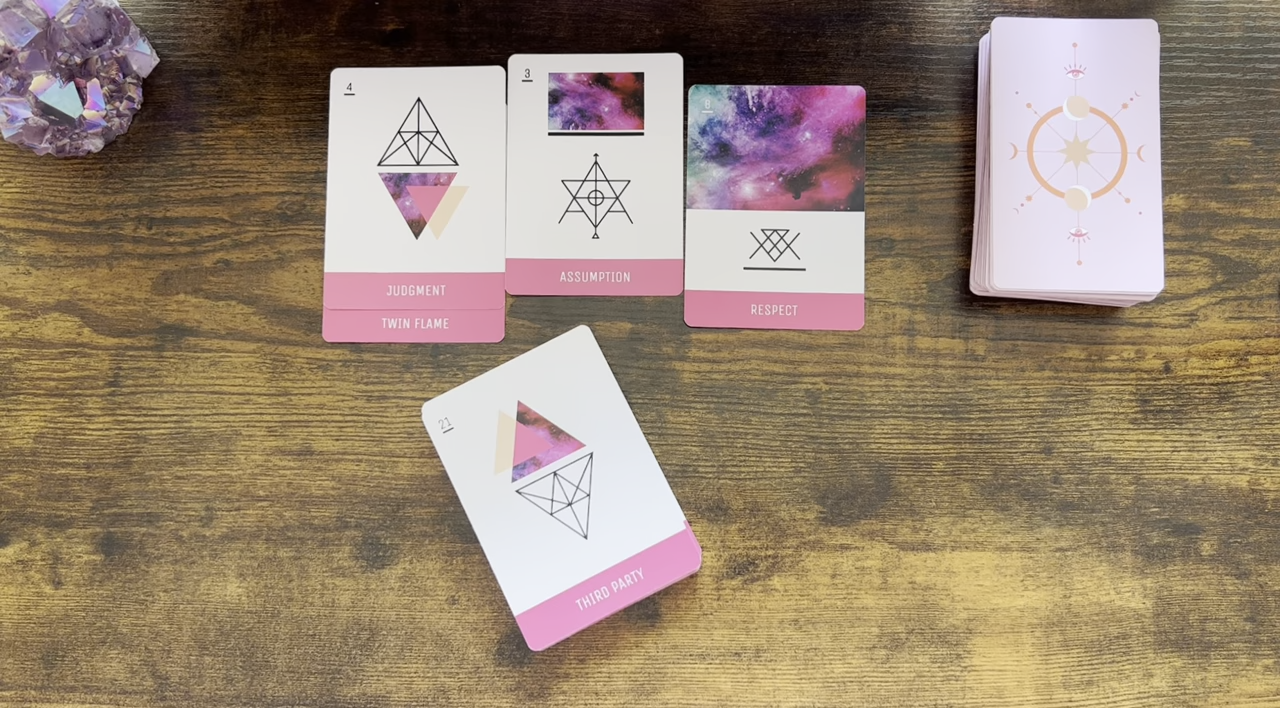 4
JUDGMENT
TWIN FLAME
3
ASSUMPTION
8
RESPECT
21
THIRD PARTY